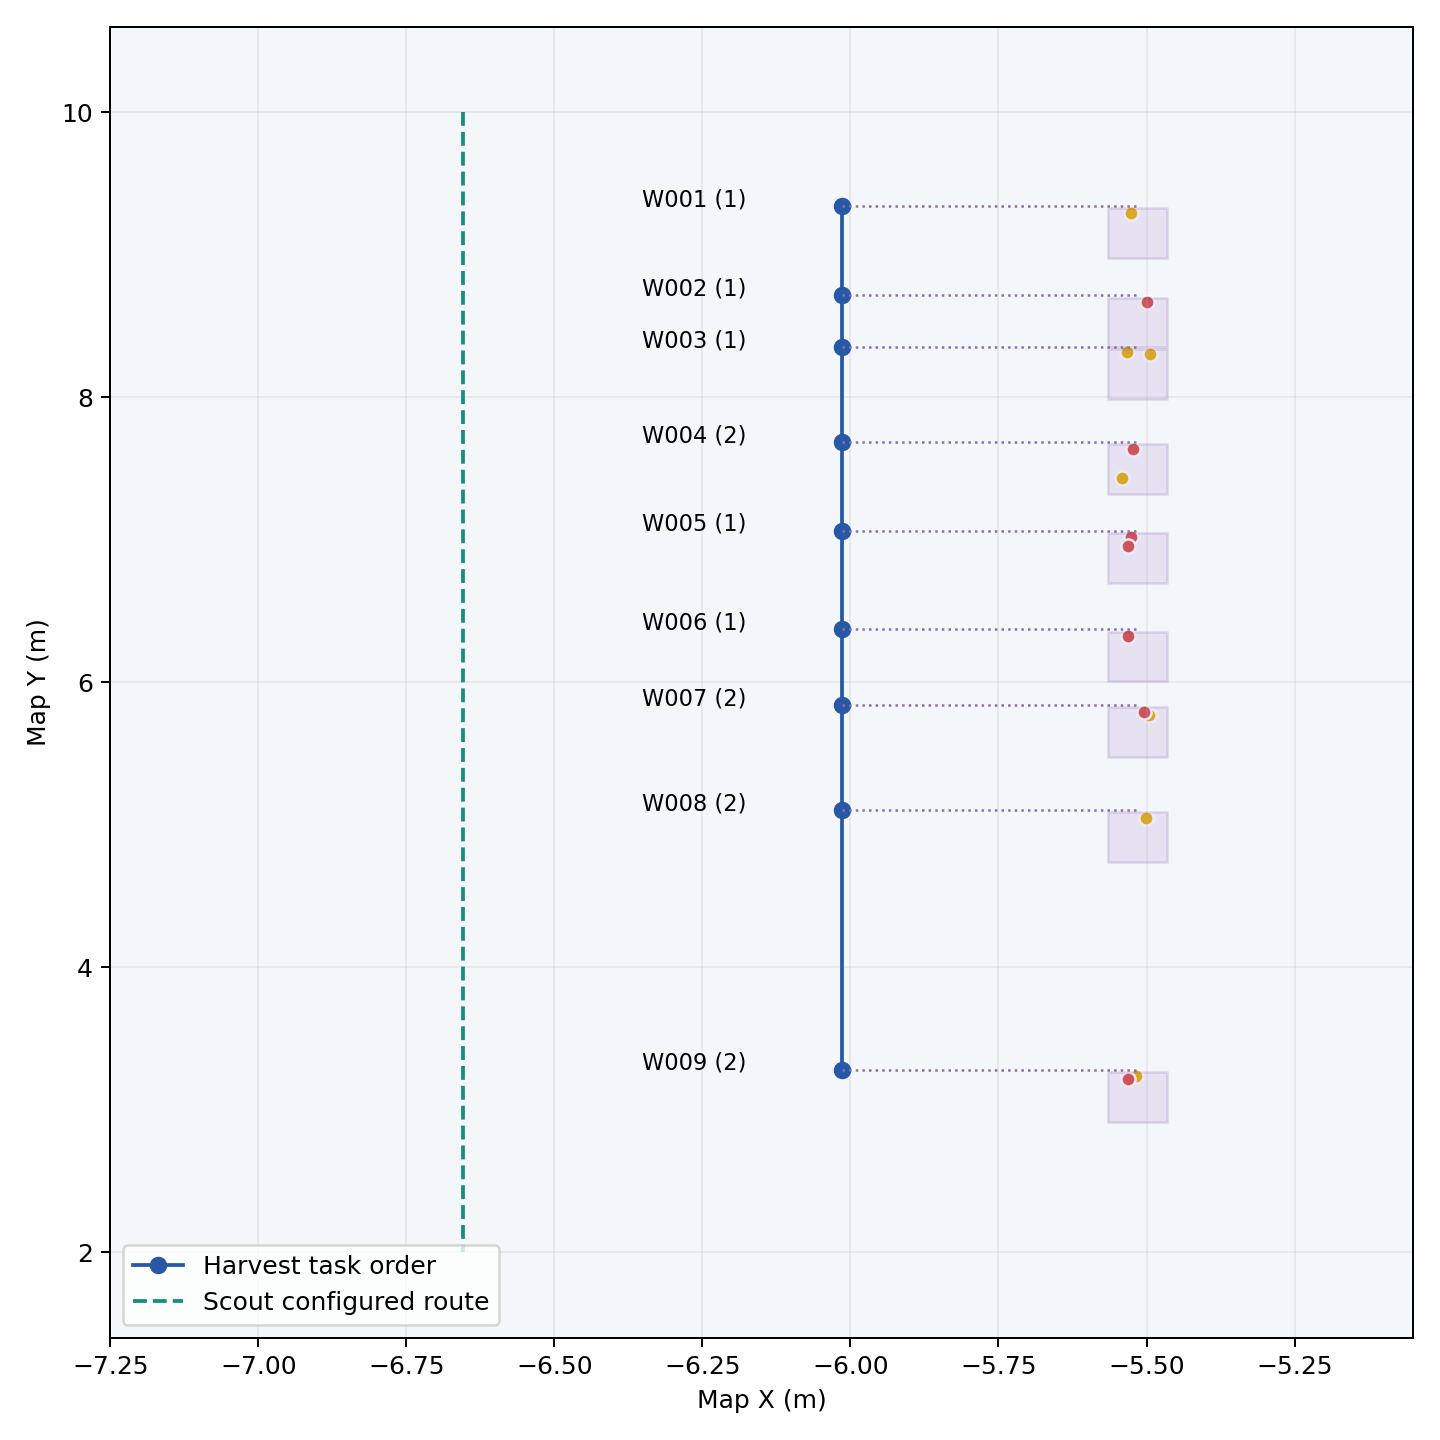 10
8
6
4
2
Map Y (m)
W001 (1)
W002 (1)
W003 (1)
W004 (2)
W005 (1)
W006 (1)
W007 (2)
W008 (2)
W009 (2)
Harvest task order
Scout configured route
−7.25 −7.00 −6.75 −6.50 −6.25 −6.00 −5.75 −5.50 −5.25
Map X (m)